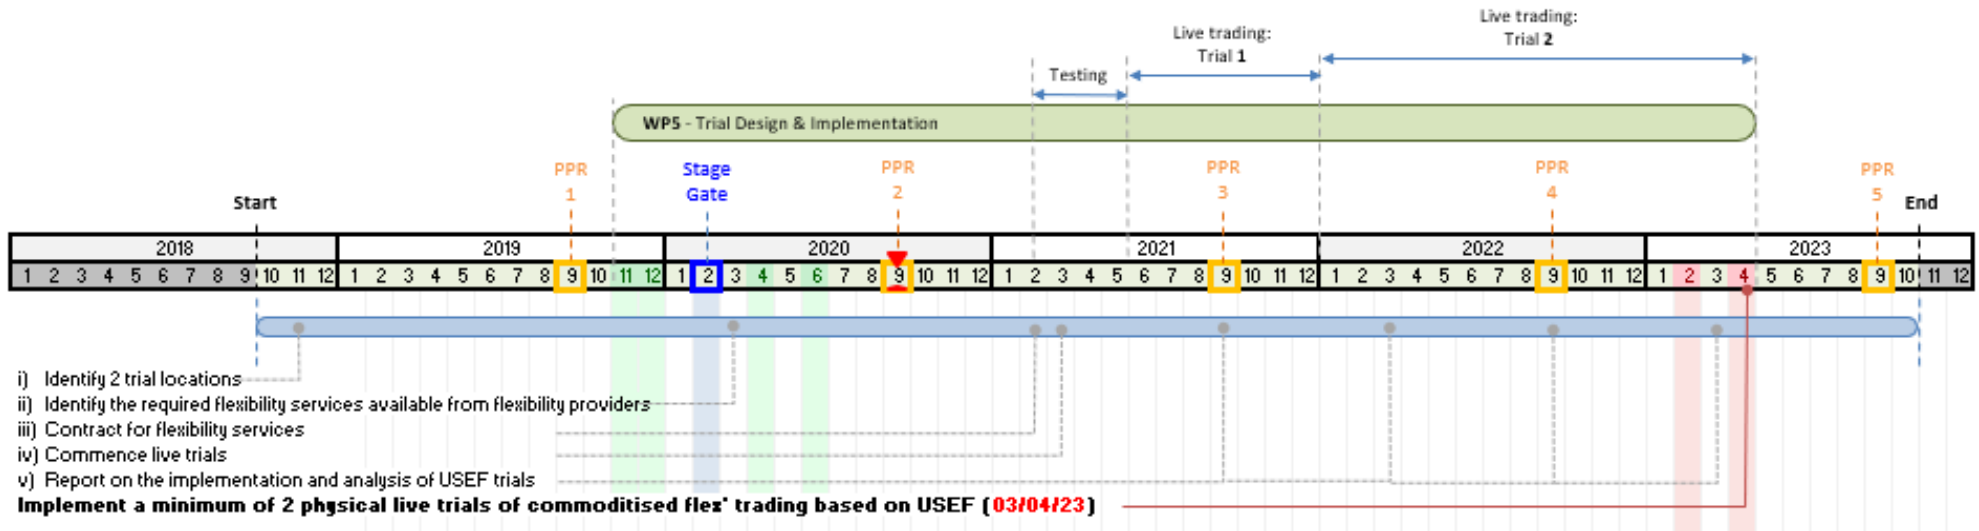 Live trading:
Trial 2
Live trading:
Trial 1
Testing
WP5 - Trial Design & Implementation
PPR
1
Stage
Gate
PPR
2
PPR
3
PPR
4
PPR
5
Start
End
2018 2019 2020 2021 2022 2023
1 2 3 4 5 6 7 8 9 10 11 12 1 2 3 4 5 6 7 8 9 10 11 12 1 2 3 4 5 6 7 8 9 10 11 12 1 2 3 4 5 6 7 8 9 10 11 12 1 2 3 4 5 6 7 8 9 10 11 12 1 2 3 4 5 6 7 8 9 10 11 12
i) Identify 2 trial locations
ii) Identify the required flexibility services available from flexibility providers
iii) Contract for flexibility services
iv) Commence live trials
v) Report on the implementation and analysis of USEF trials
Implement a minimum of 2 physical live trials of commoditised flex' trading based on USEF (03/04/23)